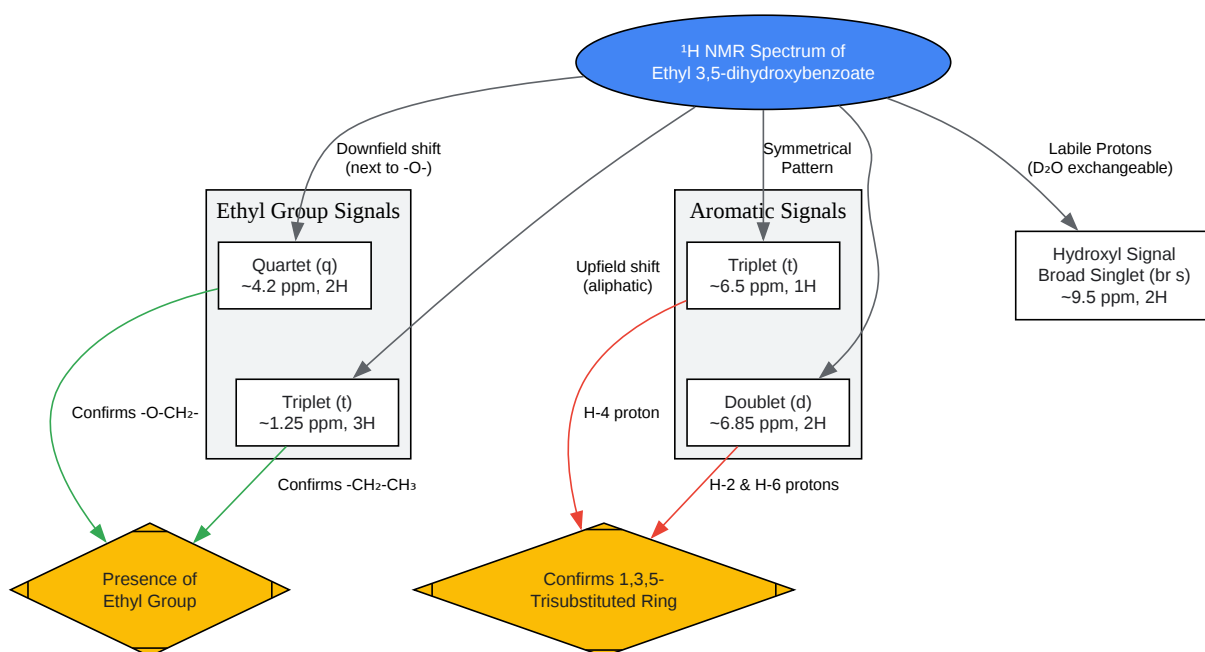 ¹H NMR Spectrum of
Ethyl 3,5-dihydroxybenzoate
Downfield shift
(next to -O-)
Symmetrical
Pattern
Labile Protons
(D₂O exchangeable)
Ethyl Group Signals
Aromatic Signals
Quartet (q)
~4.2 ppm, 2H
Upfield shift
(aliphatic)
Triplet (t)
~6.5 ppm, 1H
Hydroxyl Signal
Broad Singlet (br s)
~9.5 ppm, 2H
Confirms -O-CH₂-
Triplet (t)
~1.25 ppm, 3H
H-4 proton
Doublet (d)
~6.85 ppm, 2H
Confirms -CH₂-CH₃
H-2 & H-6 protons
Presence of
Ethyl Group
Confirms 1,3,5-
Trisubstituted Ring